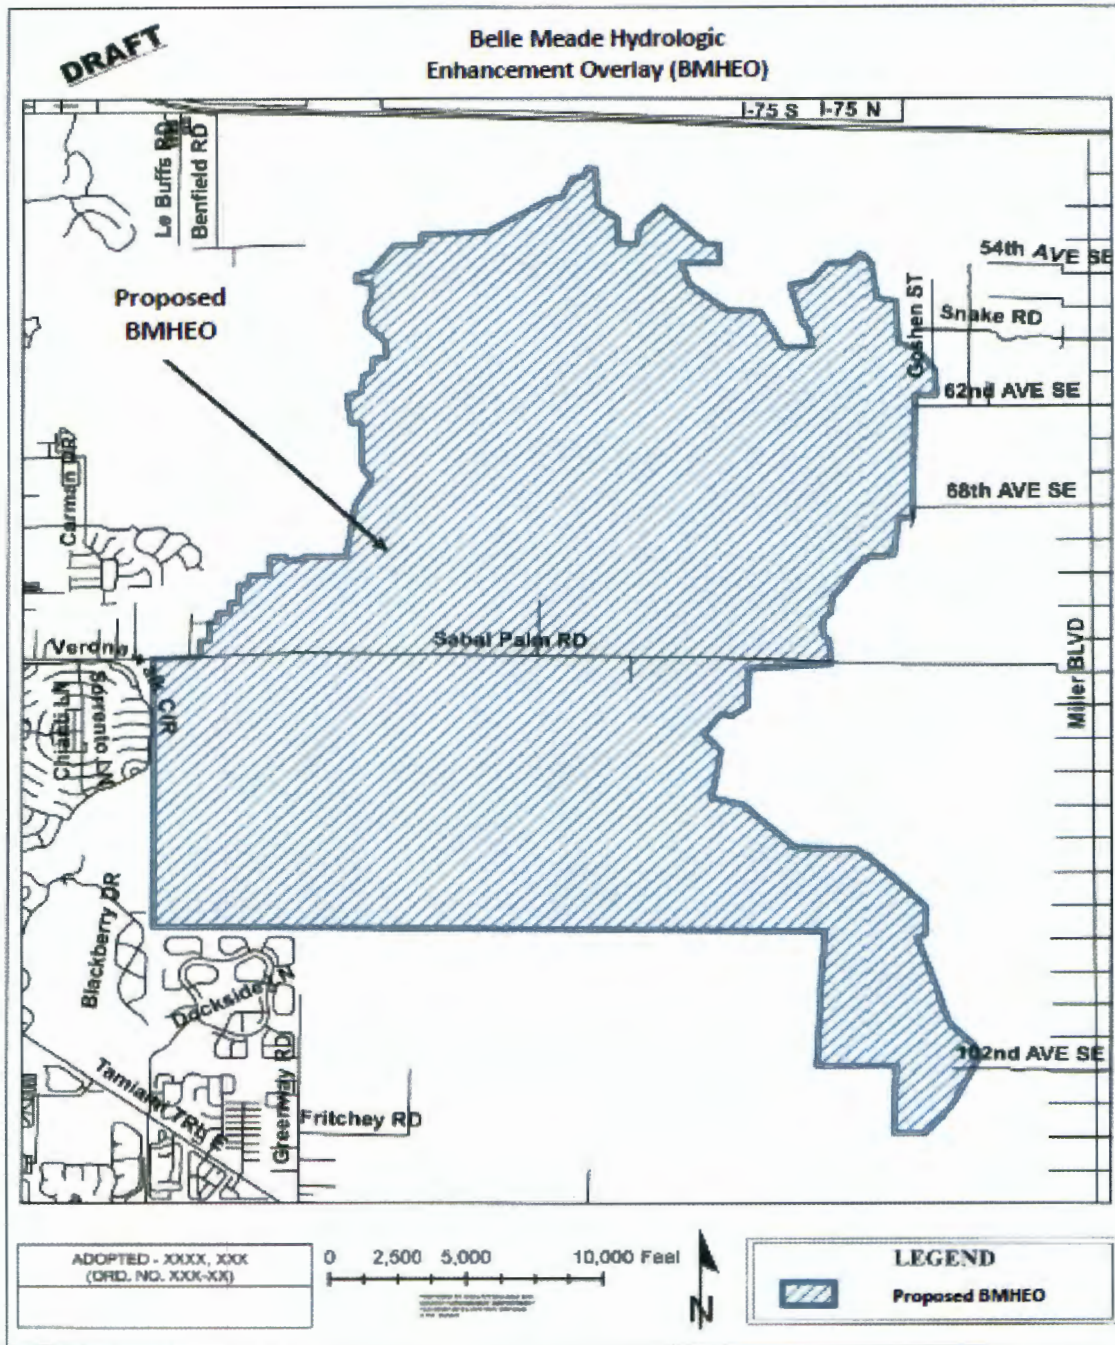 DRAFT
Belle Meade Hydrologic
Enhancement Overlay (BMHEO)
I-75 S I-75 N
Le Buffs RD
Benfield RD
54th AVE SE
Goshen ST
Snake RD
Proposed
BMHEO
62nd AVE SE
68th AVE SE
Carman DR
Sabal Palm RD
Verona Walk CIR
Miller BLVD
Chianti LN
Sorrento LN
Blackberry DR
Dockside LN
102nd AVE SE
Tamiami TRL E
Greenway RD
Fritchey RD
ADOPTED - XXXX, XXX
(ORD. NO. XXX-XX)
0 2,500 5,000 10,000 Feet
N
LEGEND
Proposed BMHEO